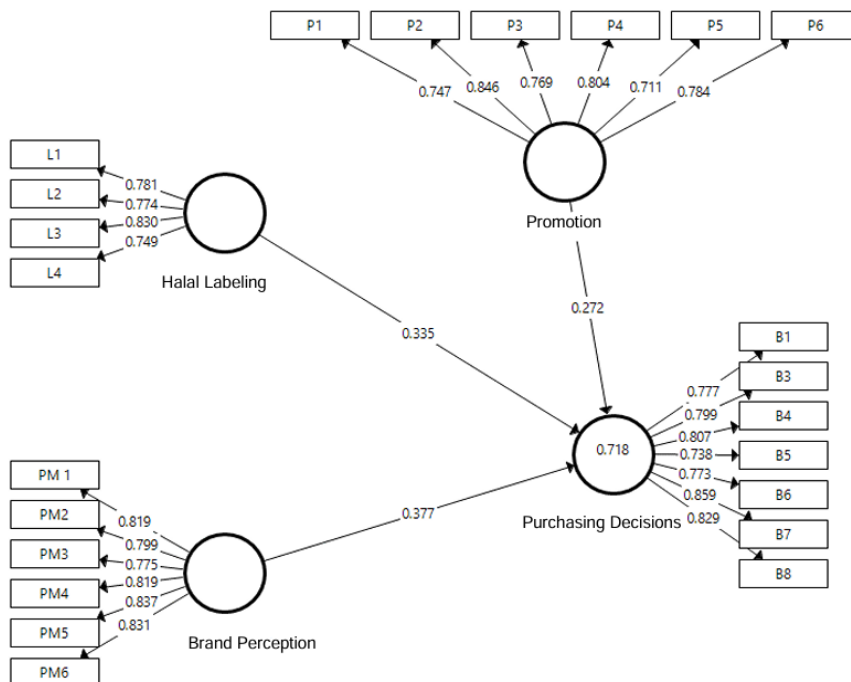 P1
P2
P3
P4
P5
P6
0.747
0.846
0.769
0.804
0.711
0.784
Promotion
L1
L2
L3
L4
0.781
0.774
0.830
0.749
Halal Labeling
0.272
0.335
0.377
PM 1
PM2
PM3
PM4
PM5
PM6
0.819
0.799
0.775
0.819
0.837
0.831
Brand Perception
0.718
Purchasing Decisions
0.777
0.799
0.807
0.738
0.773
0.859
0.829
B1
B3
B4
B5
B6
B7
B8